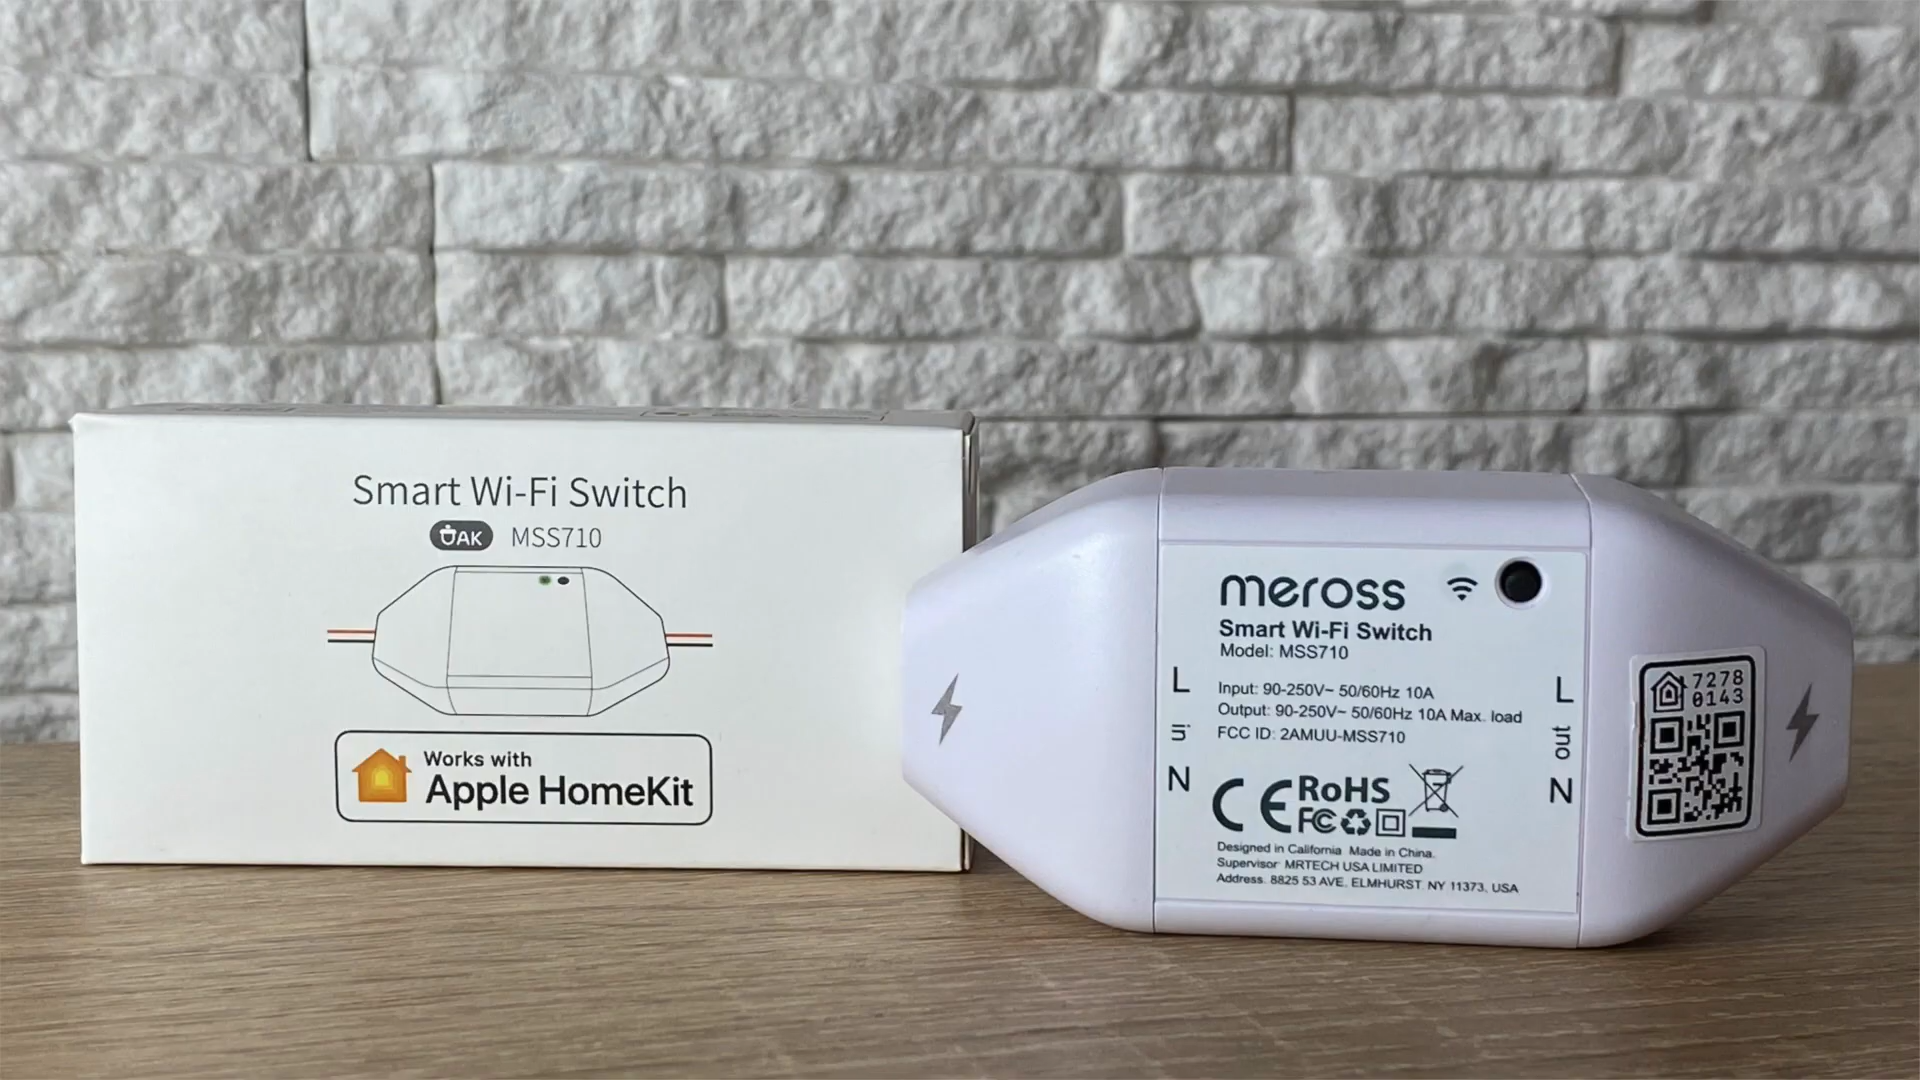 Smart Wi-Fi Switch
OAK MSS710
Works with
Apple HomeKit
meross
Smart Wi-Fi Switch
Model: MSS710
L
in
N
Input: 90-250V~ 50/60Hz 10A
Output: 90-250V~ 50/60Hz 10A Max. load
FCC ID: 2AMUU-MSS710
CE RoHS
FC
Designed in California Made in China.
Supervisor MRTECH USA LIMITED
Address. 8825 53 AVE, ELMHURST. NY 11373, USA
L
out
N
7278
0143